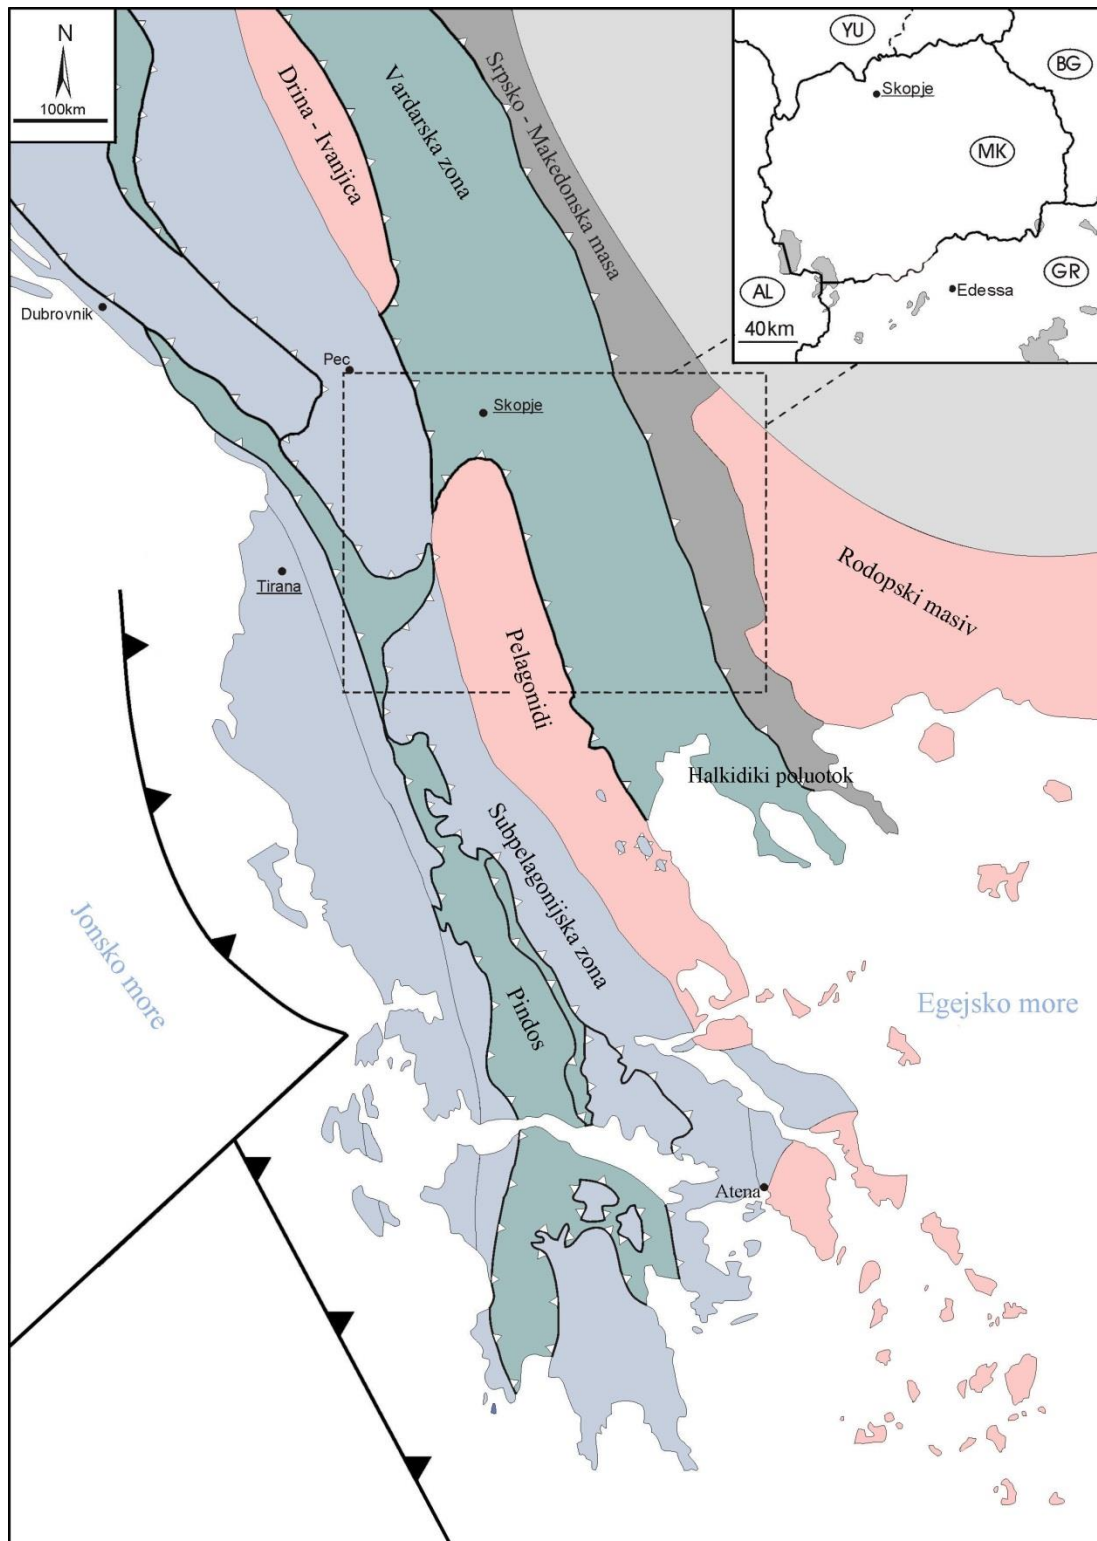 N
100km
Drina - Ivanjica
Vardarska zona
Srpsko - Makedonska masa
YU
BG
Skopje
MK
GR
AL
Edessa
40km
Dubrovnik
Pec
Skopje
Tirana
Rodopski masiv
Pelagonidi
Halkidiki poluotok
Subpelagonijska zona
Jonsko more
Pindos
Egejsko more
Atena